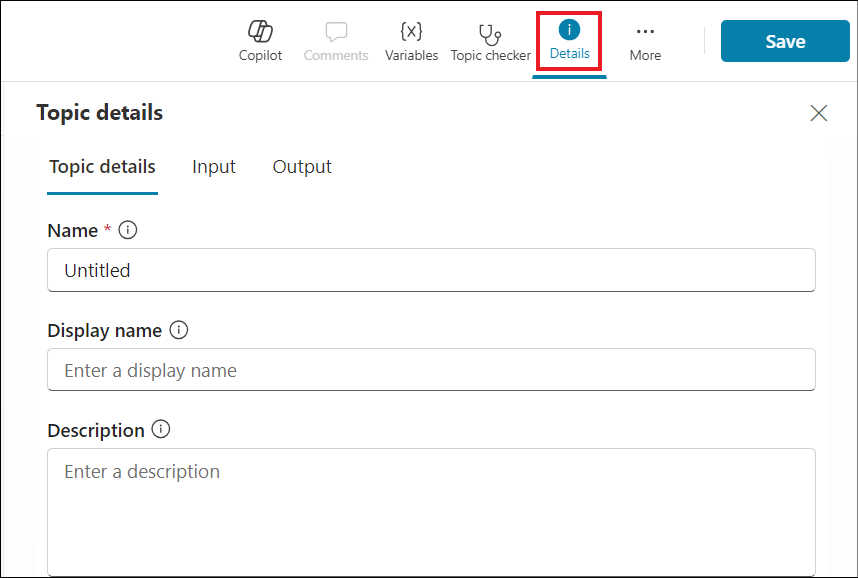 Copilot Comments Variables Topic checker Details More Save
Topic details
Topic details Input Output
Name *
Untitled
Display name
Enter a display name
Description
Enter a description